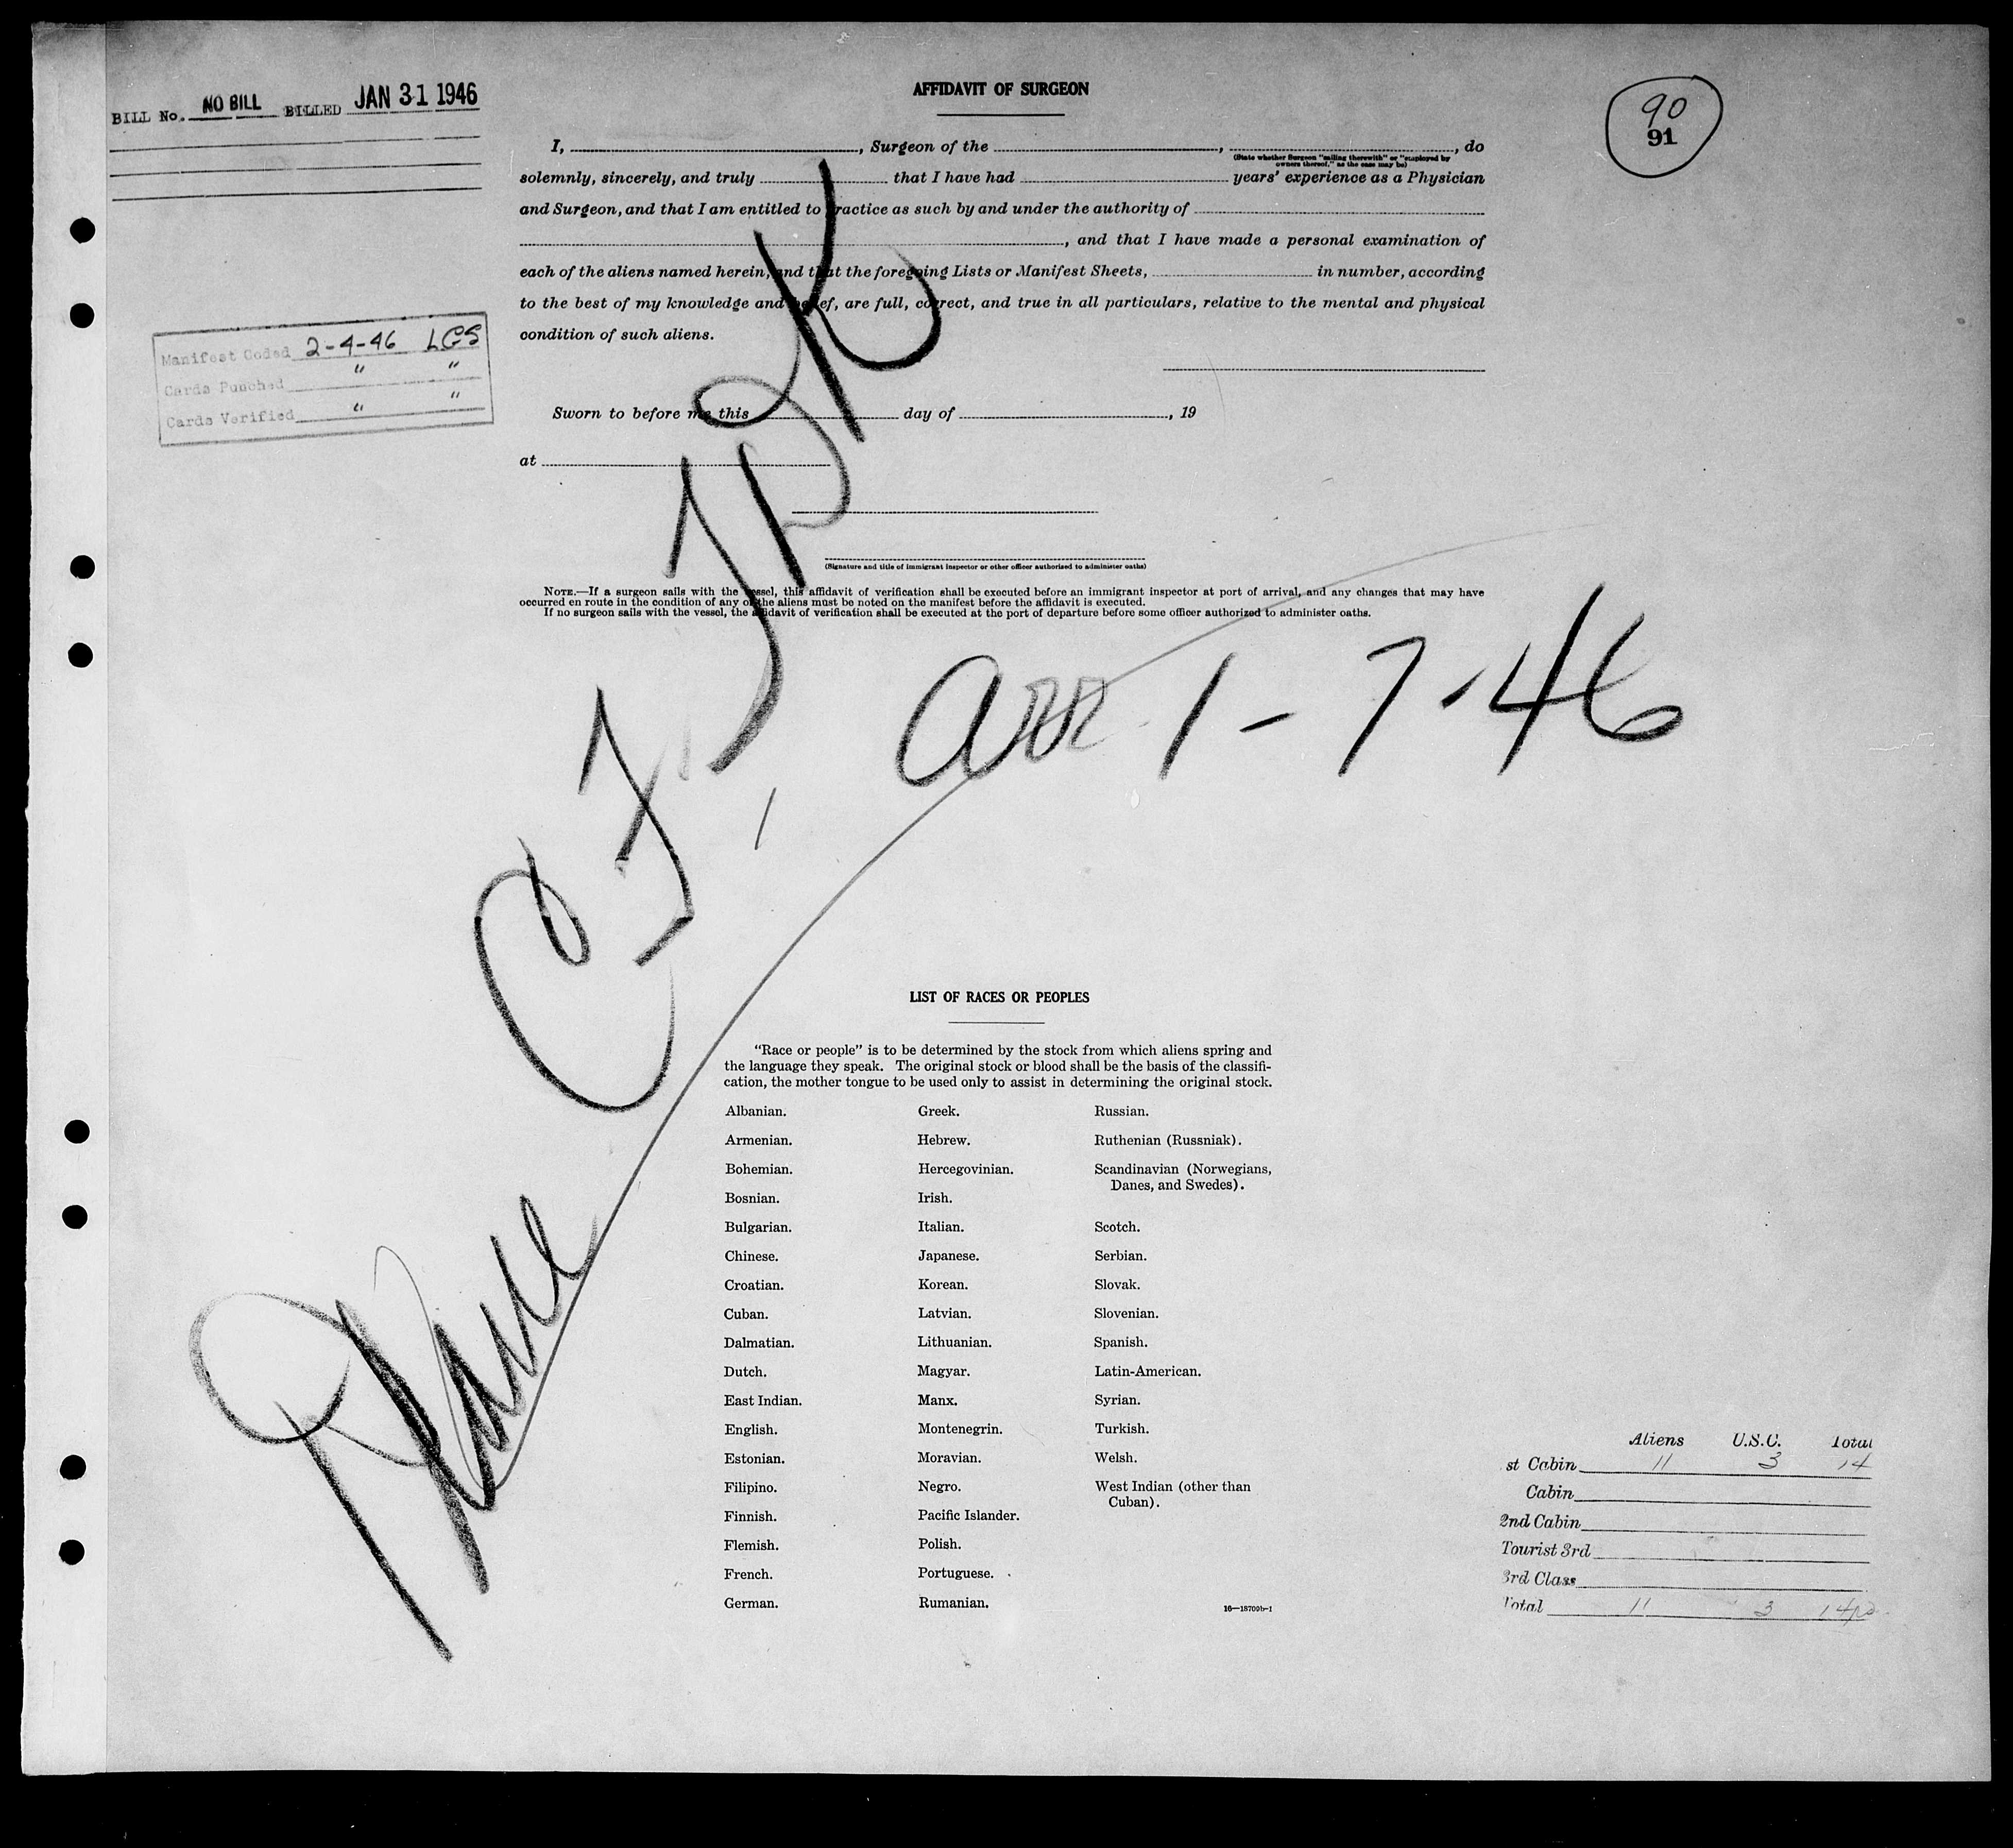 BILL No. NO BILL BILLED JAN 31 1946
AFFIDAVIT OF SURGEON
90
91
I, , Surgeon of the , , do
(State whether Surgeon "sailing therewith" or "employed by
owners thereof," as the case may be)
solemnly, sincerely, and truly that I have had years' experience as a Physician
and Surgeon, and that I am entitled to practice as such by and under the authority of
, and that I have made a personal examination of
each of the aliens named herein, and that the foregoing Lists or Manifest Sheets, in number, according
to the best of my knowledge and belief, are full, correct, and true in all particulars, relative to the mental and physical
condition of such aliens.
Manifest Coded 2-4-46 LGS
Cards Punched " "
Cards Verified " "
Sworn to before me this day of , 19
at
(Signature and title of immigrant inspector or other officer authorized to administer oaths)
NOTE.—If a surgeon sails with the vessel, this affidavit of verification shall be executed before an immigrant inspector at port of arrival, and any changes that may have
occurred en route in the condition of any of the aliens must be noted on the manifest before the affidavit is executed.
If no surgeon sails with the vessel, the affidavit of verification shall be executed at the port of departure before some officer authorized to administer oaths.
Plane CF-TDK
arr 1-7-46
LIST OF RACES OR PEOPLES
"Race or people" is to be determined by the stock from which aliens spring and
the language they speak. The original stock or blood shall be the basis of the classifi-
cation, the mother tongue to be used only to assist in determining the original stock.
Albanian. Greek. Russian.
Armenian. Hebrew. Ruthenian (Russniak).
Bohemian. Hercegovinian. Scandinavian (Norwegians,
Danes, and Swedes).
Bosnian. Irish.
Bulgarian. Italian. Scotch.
Chinese. Japanese. Serbian.
Croatian. Korean. Slovak.
Cuban. Latvian. Slovenian.
Dalmatian. Lithuanian. Spanish.
Dutch. Magyar. Latin-American.
East Indian. Manx. Syrian.
English. Montenegrin. Turkish.
Estonian. Moravian. Welsh.
Filipino. Negro. West Indian (other than
Cuban).
Finnish. Pacific Islander.
Flemish. Polish.
French. Portuguese.
German. Rumanian.
16—18709b-1
Aliens U.S.C. Total
st Cabin 11 3 14
Cabin
2nd Cabin
Tourist 3rd
3rd Class
Total 11 3 14